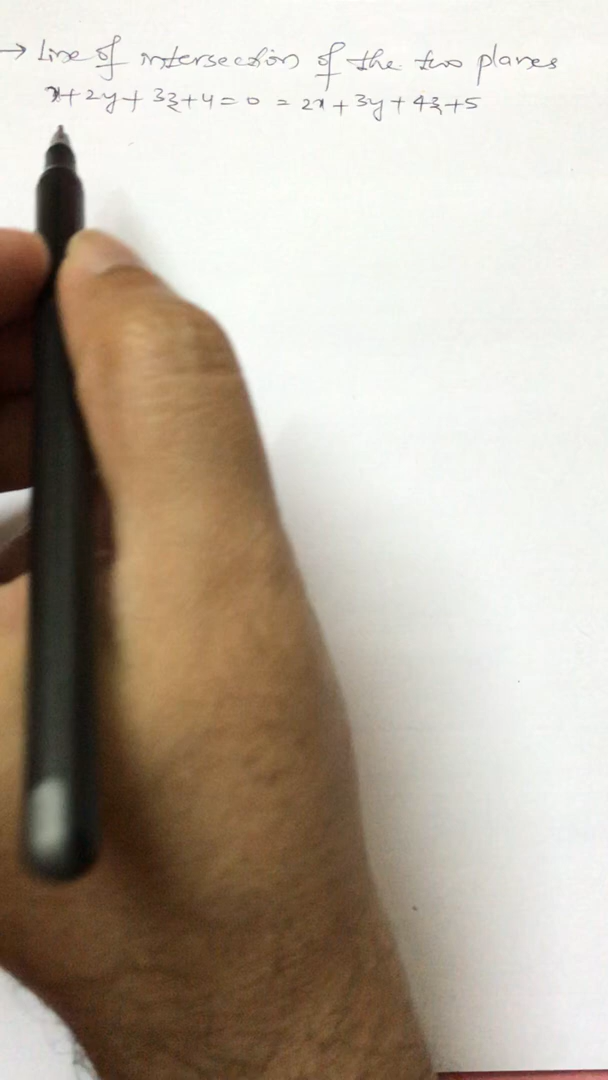 → Line of intersection of the two planes
x+2y+3z+4=0 = 2x+3y+4z+5